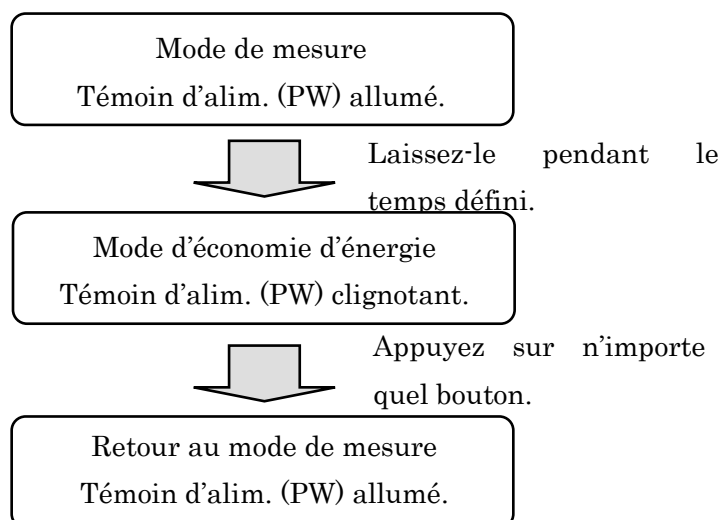 Mode de mesure
Témoin d’alim. (PW) allumé.
Laissez-le pendant le
temps défini.
Mode d’économie d’énergie
Témoin d’alim. (PW) clignotant.
Appuyez sur n’importe
quel bouton.
Retour au mode de mesure
Témoin d’alim. (PW) allumé.